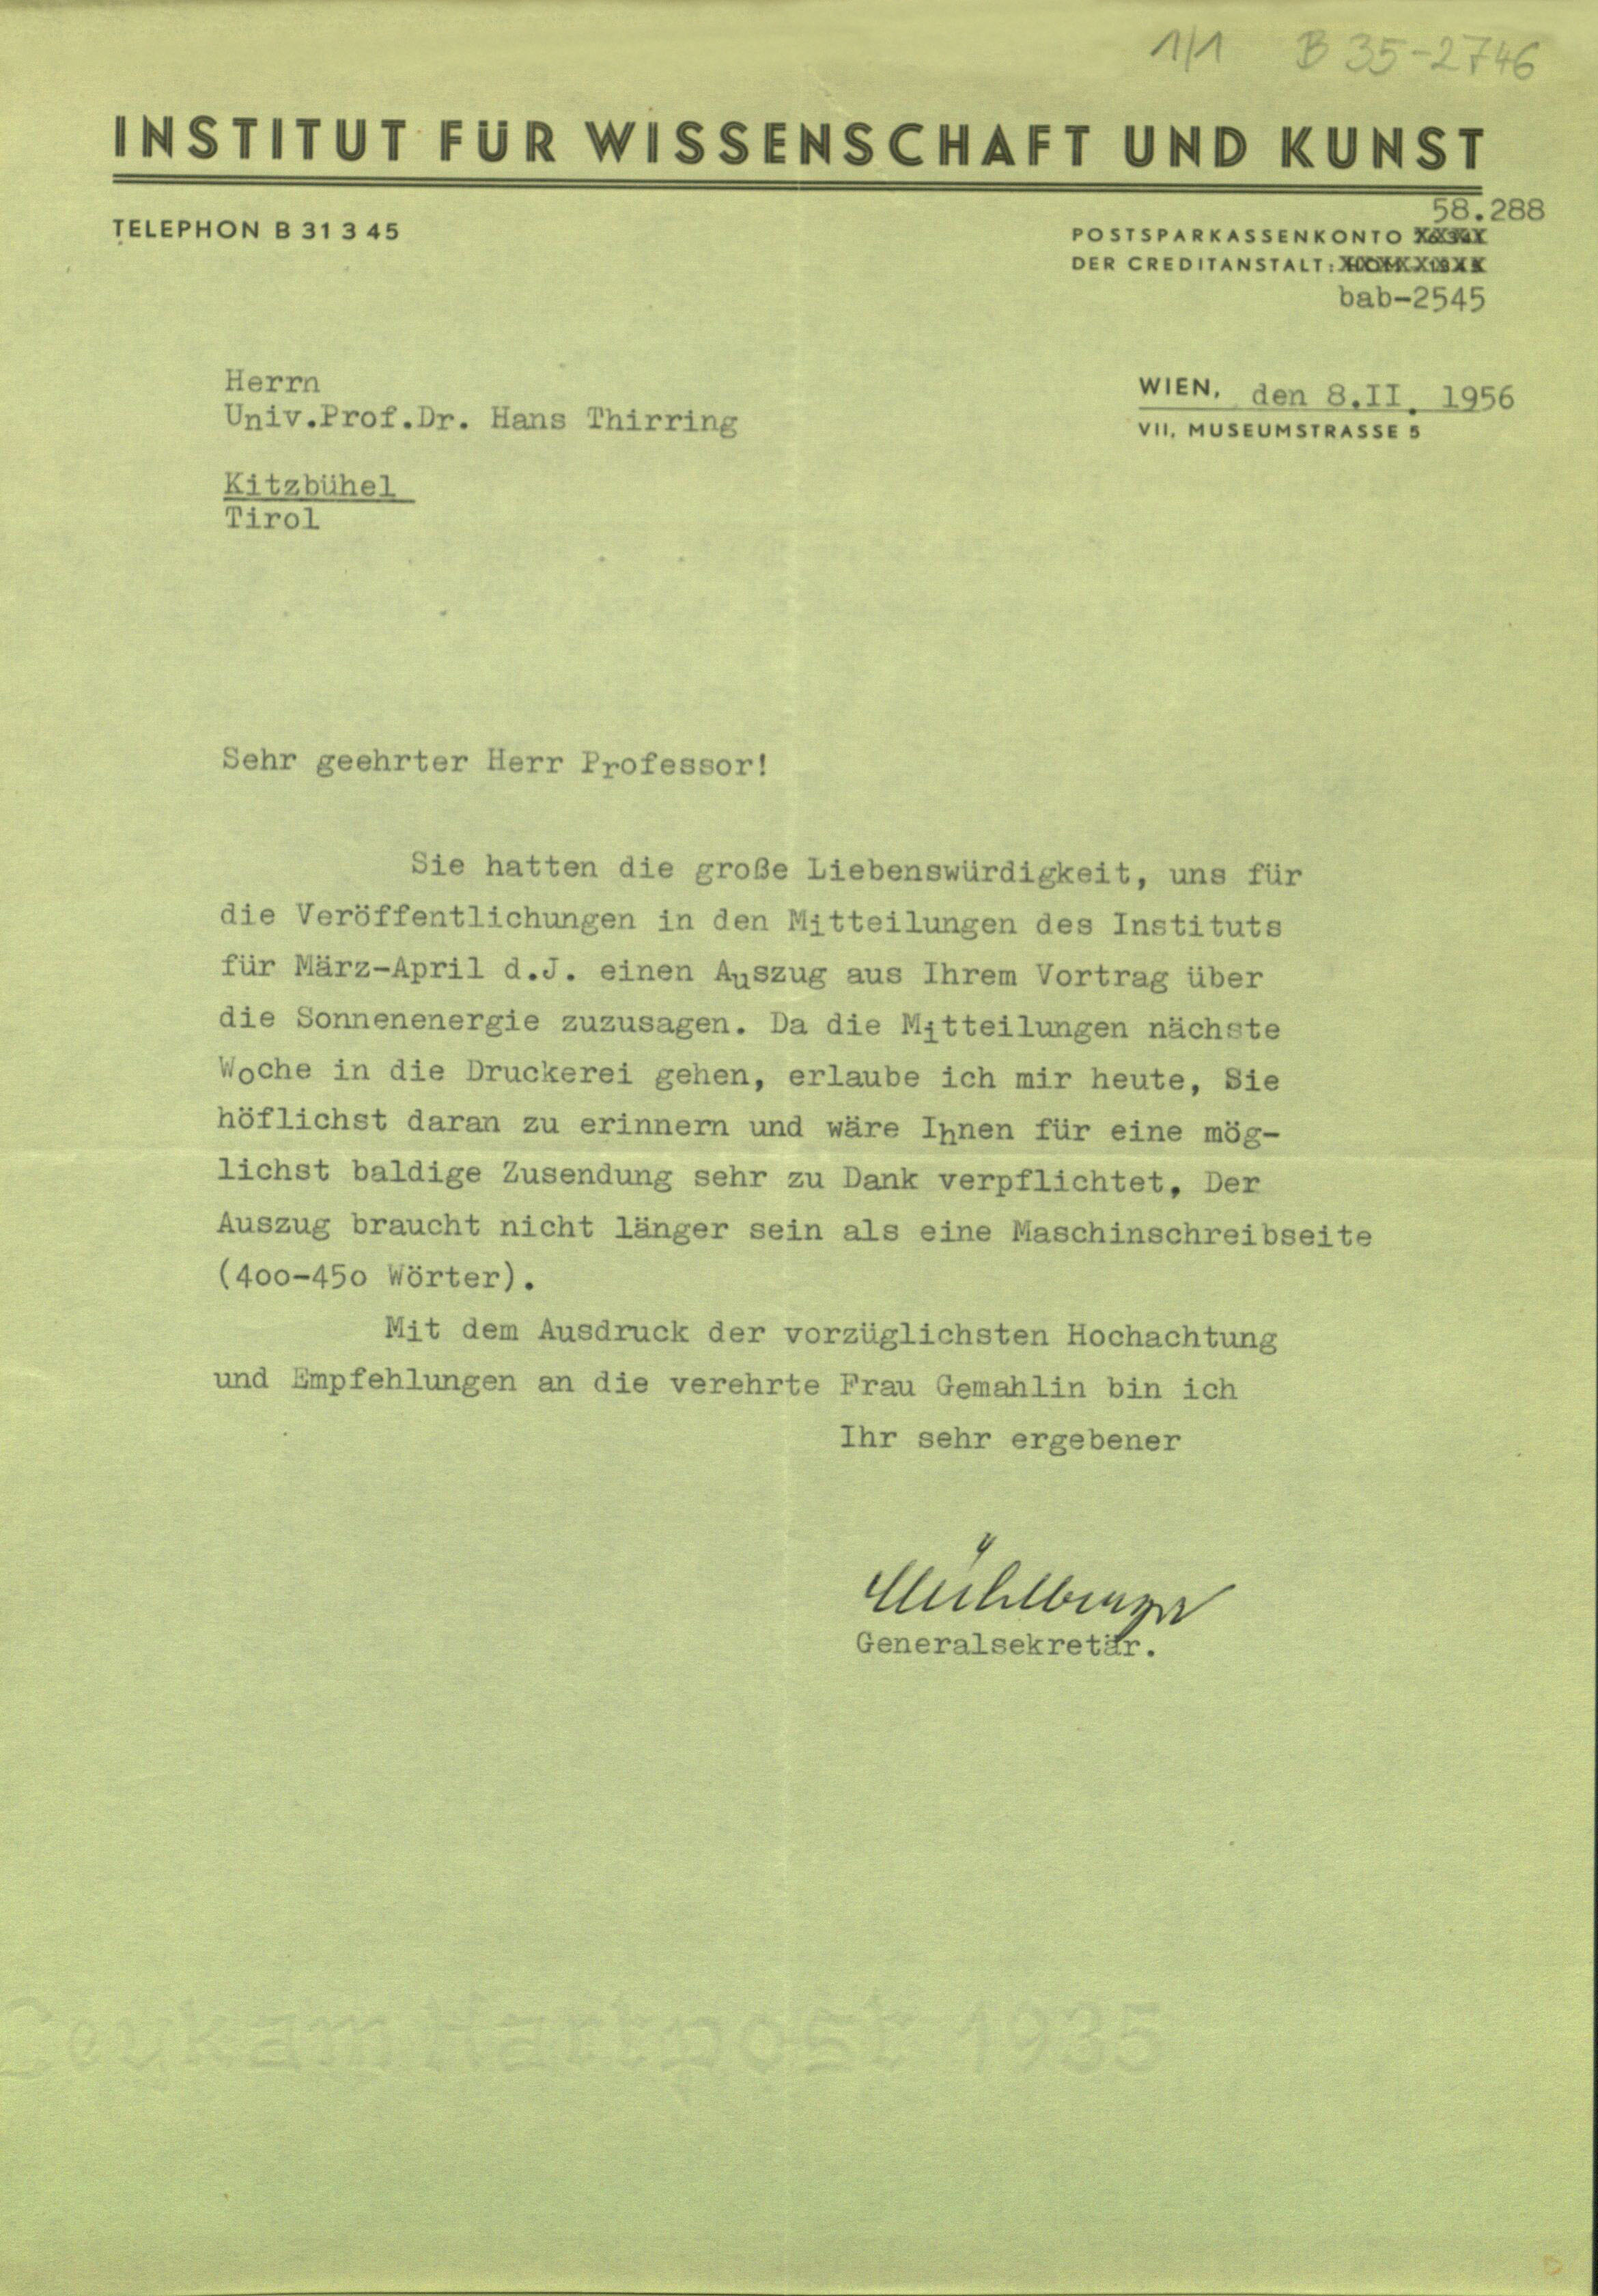 1/1 B 35-2746
INSTITUT FÜR WISSENSCHAFT UND KUNST
TELEPHON B 31 3 45
58.288
POSTSPARKASSENKONTO
DER CREDITANSTALT:
bab-2545
Herrn
Univ.Prof.Dr. Hans Thirring
Kitzbühel
Tirol
WIEN, den 8.II. 1956
VII, MUSEUMSTRASSE 5
Sehr geehrter Herr Professor!
Sie hatten die große Liebenswürdigkeit, uns für
die Veröffentlichungen in den Mitteilungen des Instituts
für März-April d.J. einen Auszug aus Ihrem Vortrag über
die Sonnenenergie zuzusagen. Da die Mitteilungen nächste
Woche in die Druckerei gehen, erlaube ich mir heute, Sie
höflichst daran zu erinnern und wäre Ihnen für eine mög-
lichst baldige Zusendung sehr zu Dank verpflichtet. Der
Auszug braucht nicht länger sein als eine Maschinschreibseite
(400-450 Wörter).
Mit dem Ausdruck der vorzüglichsten Hochachtung
und Empfehlungen an die verehrte Frau Gemahlin bin ich
Ihr sehr ergebener
Mühlberger
Generalsekretär.
Leykam Hartpost 1935